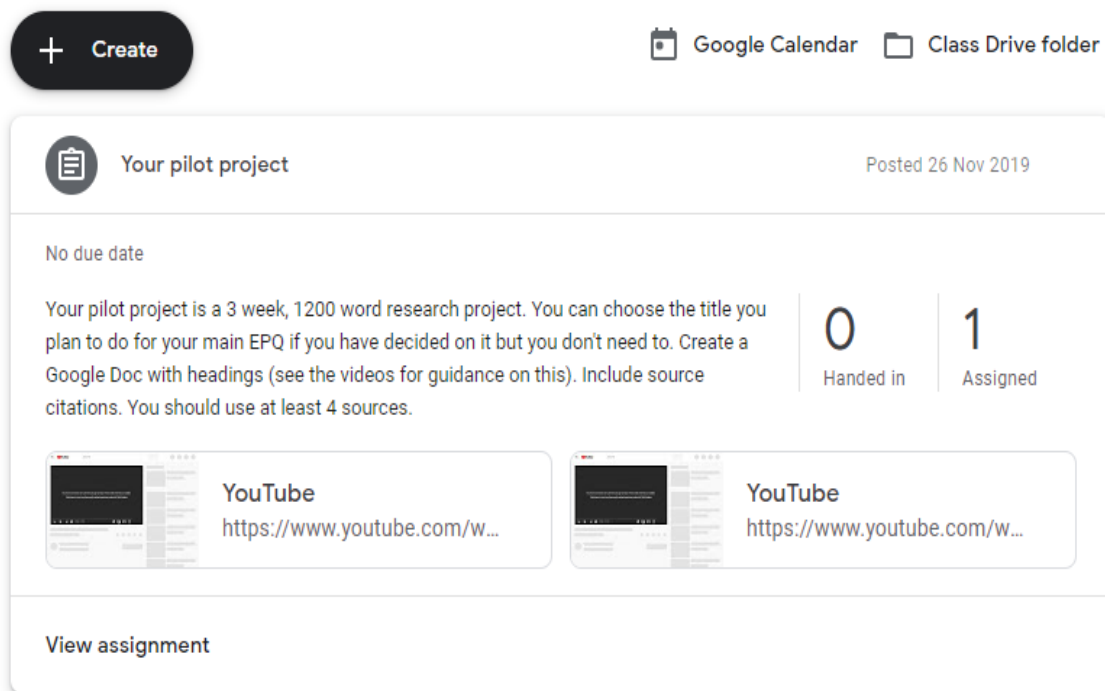 Create
Google Calendar
Class Drive folder
Your pilot project
Posted 26 Nov 2019
No due date
Your pilot project is a 3 week, 1200 word research project. You can choose the title you
plan to do for your main EPQ if you have decided on it but you don't need to. Create a
Google Doc with headings (see the videos for guidance on this). Include source
citations. You should use at least 4 sources.
0
Handed in
1
Assigned
YouTube
https://www.youtube.com/w...
YouTube
https://www.youtube.com/w...
View assignment